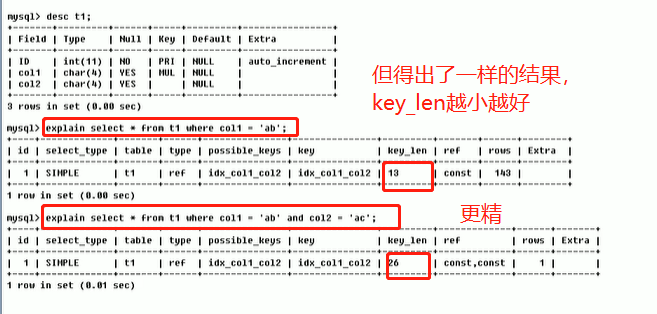 mysql> desc t1;
+-------+---------+------+-----+---------+----------------+
| Field | Type | Null | Key | Default | Extra |
+-------+---------+------+-----+---------+----------------+
| ID | int(11) | NO | PRI | NULL | auto_increment |
| col1 | char(4) | YES | MUL | NULL | |
| col2 | char(4) | YES | | NULL | |
+-------+---------+------+-----+---------+----------------+
3 rows in set (0.00 sec)
但得出了一样的结果，
key_len越小越好
mysql> explain select * from t1 where col1 = 'ab';
+----+-------------+-------+------+---------------+---------------+---------+-------+------+-------+
| id | select_type | table | type | possible_keys | key | key_len | ref | rows | Extra |
+----+-------------+-------+------+---------------+---------------+---------+-------+------+-------+
| 1 | SIMPLE | t1 | ref | idx_col1_col2 | idx_col1_col2 | 13 | const | 143 | |
+----+-------------+-------+------+---------------+---------------+---------+-------+------+-------+
1 row in set (0.00 sec)
mysql> explain select * from t1 where col1 = 'ab' and col2 = 'ac';
更精
+----+-------------+-------+------+---------------+---------------+---------+-------------+------+-------+
| id | select_type | table | type | possible_keys | key | key_len | ref | rows | Extra |
+----+-------------+-------+------+---------------+---------------+---------+-------------+------+-------+
| 1 | SIMPLE | t1 | ref | idx_col1_col2 | idx_col1_col2 | 26 | const,const | 1 | |
+----+-------------+-------+------+---------------+---------------+---------+-------------+------+-------+
1 row in set (0.01 sec)